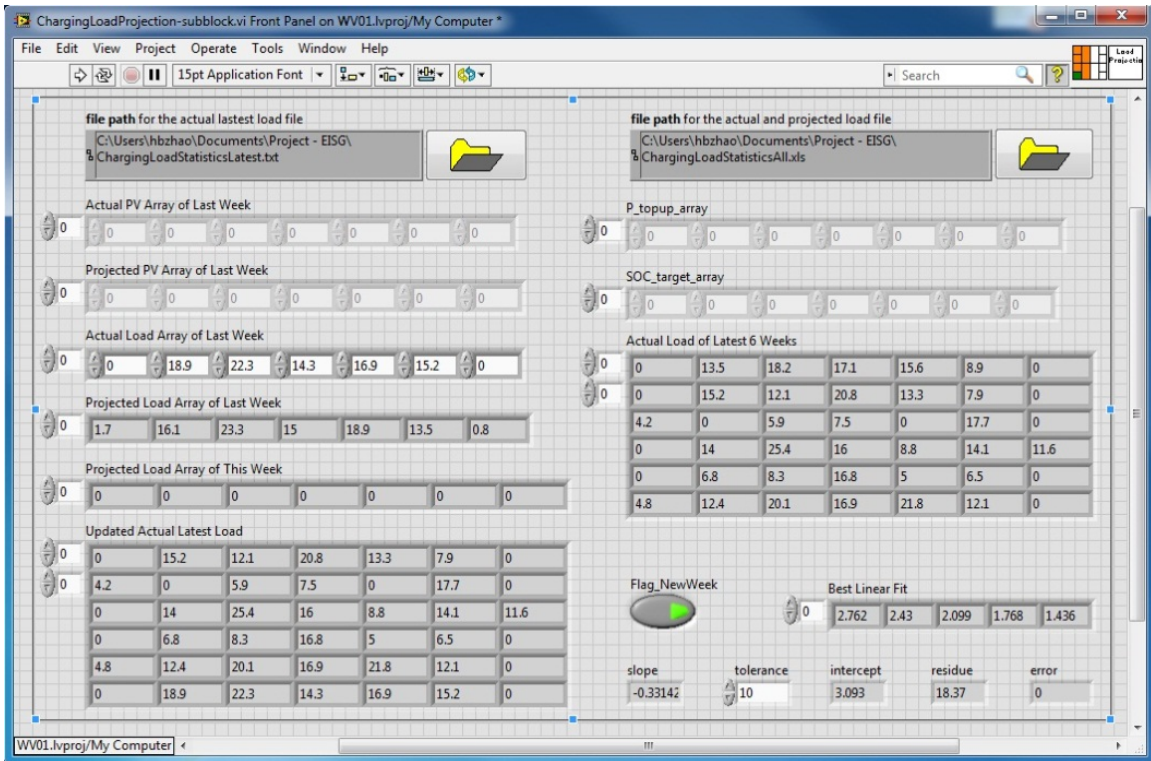 ChargingLoadProjection-subblock.vi Front Panel on WV01.lvproj/My Computer *
File Edit View Project Operate Tools Window Help
15pt Application Font
Search
Load
Projectio
file path for the actual lastest load file
C:\Users\hbzhao\Documents\Project - EISG\
ChargingLoadStatisticsLatest.txt
file path for the actual and projected load file
C:\Users\hbzhao\Documents\Project - EISG\
ChargingLoadStatisticsAll.xls
Actual PV Array of Last Week
0 0 0 0 0 0 0 0
Projected PV Array of Last Week
0 0 0 0 0 0 0 0
Actual Load Array of Last Week
0 0 18.9 22.3 14.3 16.9 15.2 0
Projected Load Array of Last Week
0 1.7 16.1 23.3 15 18.9 13.5 0.8
Projected Load Array of This Week
0 0 0 0 0 0 0 0
Updated Actual Latest Load
0 0 15.2 12.1 20.8 13.3 7.9 0
0 4.2 0 5.9 7.5 0 17.7 0
0 14 25.4 16 8.8 14.1 11.6
0 6.8 8.3 16.8 5 6.5 0
4.8 12.4 20.1 16.9 21.8 12.1 0
0 18.9 22.3 14.3 16.9 15.2 0
P_topup_array
0 0 0 0 0 0 0 0
SOC_target_array
0 0 0 0 0 0 0 0
Actual Load of Latest 6 Weeks
0 0 13.5 18.2 17.1 15.6 8.9 0
0 0 15.2 12.1 20.8 13.3 7.9 0
4.2 0 5.9 7.5 0 17.7 0
0 14 25.4 16 8.8 14.1 11.6
0 6.8 8.3 16.8 5 6.5 0
4.8 12.4 20.1 16.9 21.8 12.1 0
Flag_NewWeek
Best Linear Fit
0 2.762 2.43 2.099 1.768 1.436
slope tolerance intercept residue error
-0.33142 10 3.093 18.37 0
WV01.lvproj/My Computer